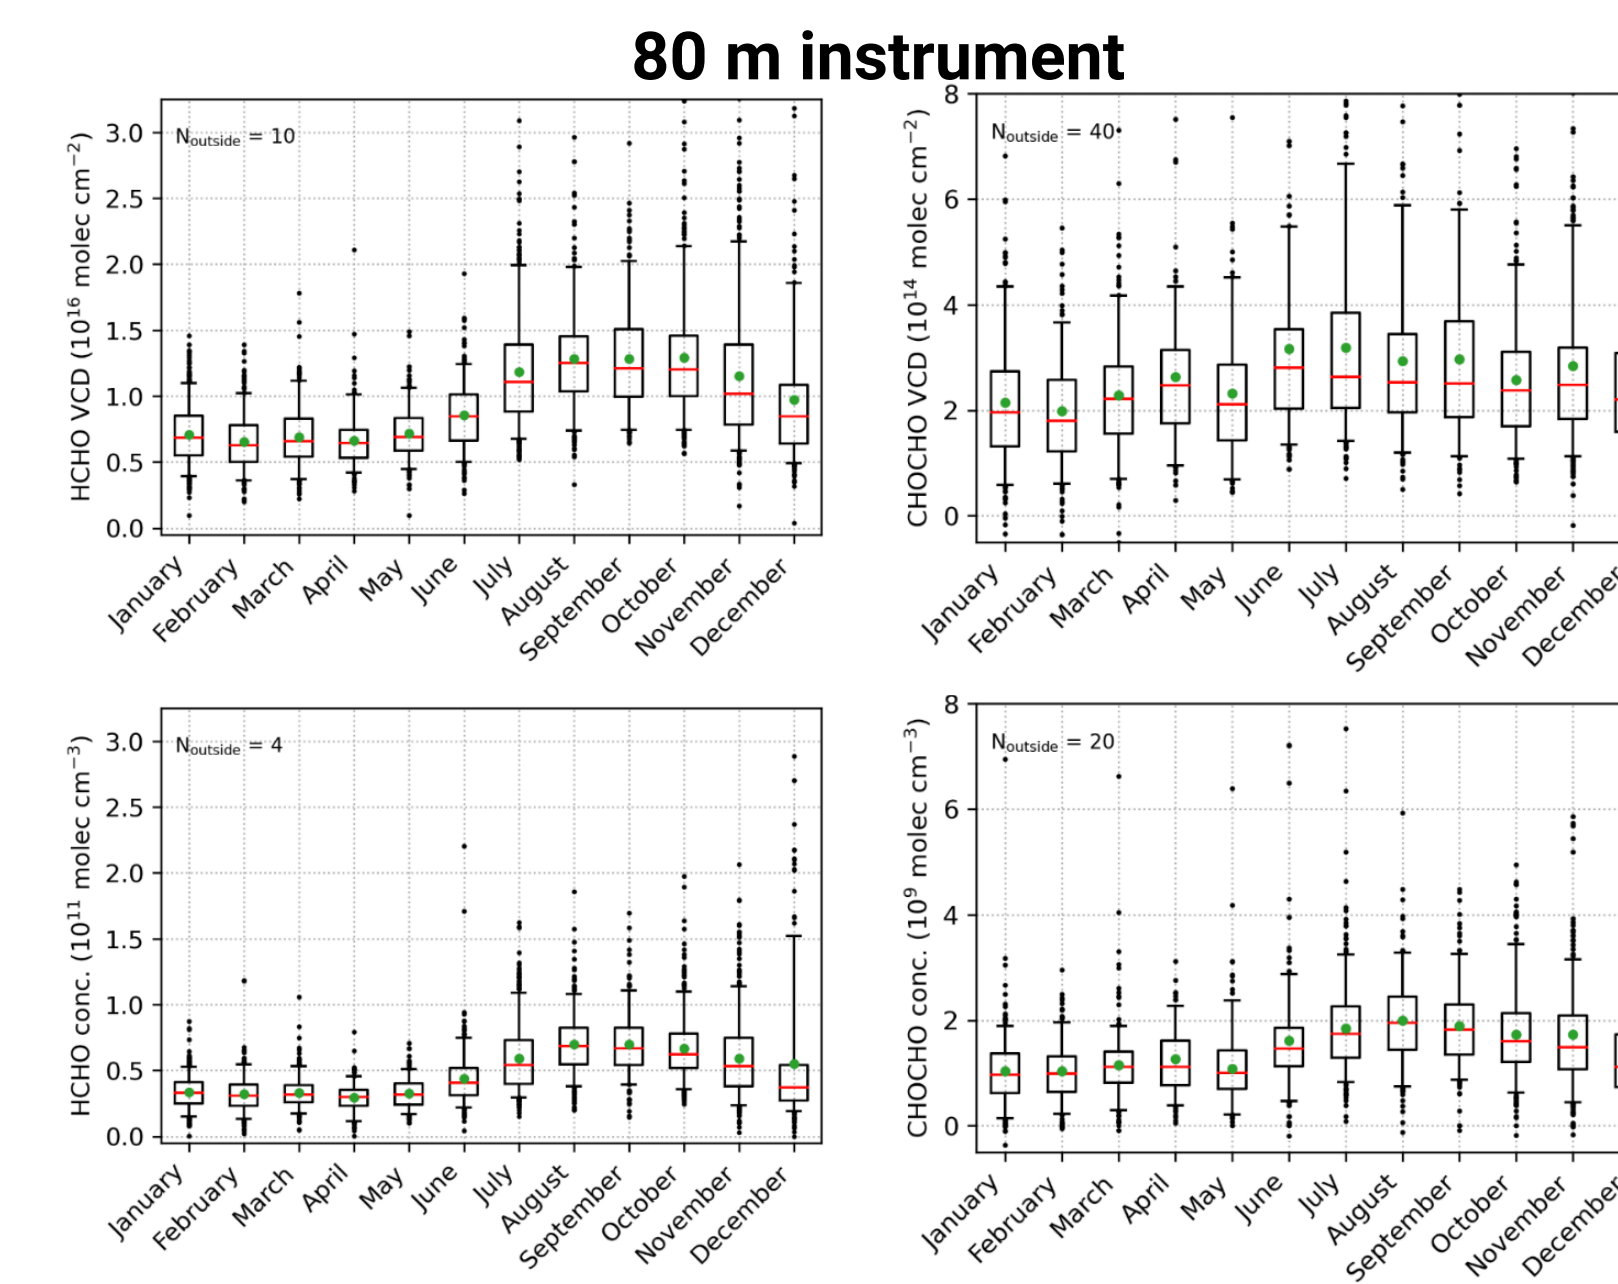 80 m instrument
HCHO VCD (10^16 molec cm^−2)
3.0
2.5
2.0
1.5
1.0
0.5
0.0
N_outside = 10
January
February
March
April
May
June
July
August
September
October
November
December
CHOCHO VCD (10^14 molec cm^−2)
8
6
4
2
0
N_outside = 40
January
February
March
April
May
June
July
August
September
October
November
December
HCHO conc. (10^11 molec cm^−3)
3.0
2.5
2.0
1.5
1.0
0.5
0.0
N_outside = 4
January
February
March
April
May
June
July
August
September
October
November
December
CHOCHO conc. (10^9 molec cm^−3)
8
6
4
2
0
N_outside = 20
January
February
March
April
May
June
July
August
September
October
November
December